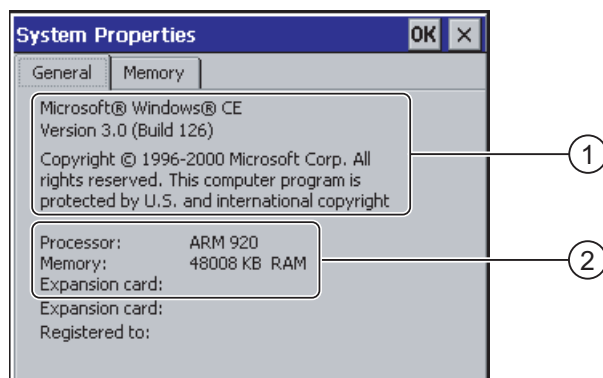 System Properties OK ×
General Memory
Microsoft® Windows® CE
Version 3.0 (Build 126)
Copyright © 1996-2000 Microsoft Corp. All
rights reserved. This computer program is
protected by U.S. and international copyright
1
Processor: ARM 920
Memory: 48008 KB RAM
Expansion card:
2
Expansion card:
Registered to: